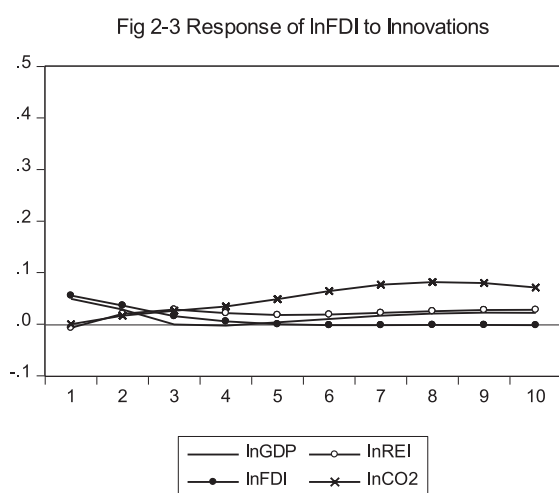 Fig 2-3 Response of lnFDI to Innovations
.5
.4
.3
.2
.1
.0
-.1
1 2 3 4 5 6 7 8 9 10
lnGDP lnREI
lnFDI lnCO2